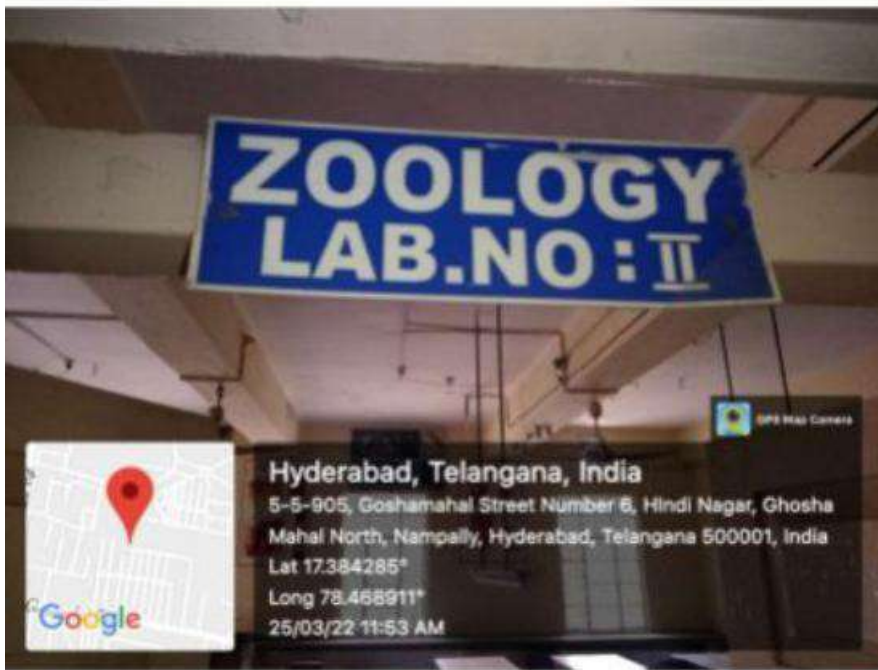 ZOOLOGY
LAB.NO : II
GPS Map Camera
Hyderabad, Telangana, India
5-5-905, Goshamahal Street Number 6, Hindi Nagar, Ghosha
Mahal North, Nampally, Hyderabad, Telangana 500001, India
Lat 17.384285°
Long 78.468911°
25/03/22 11:53 AM
Google